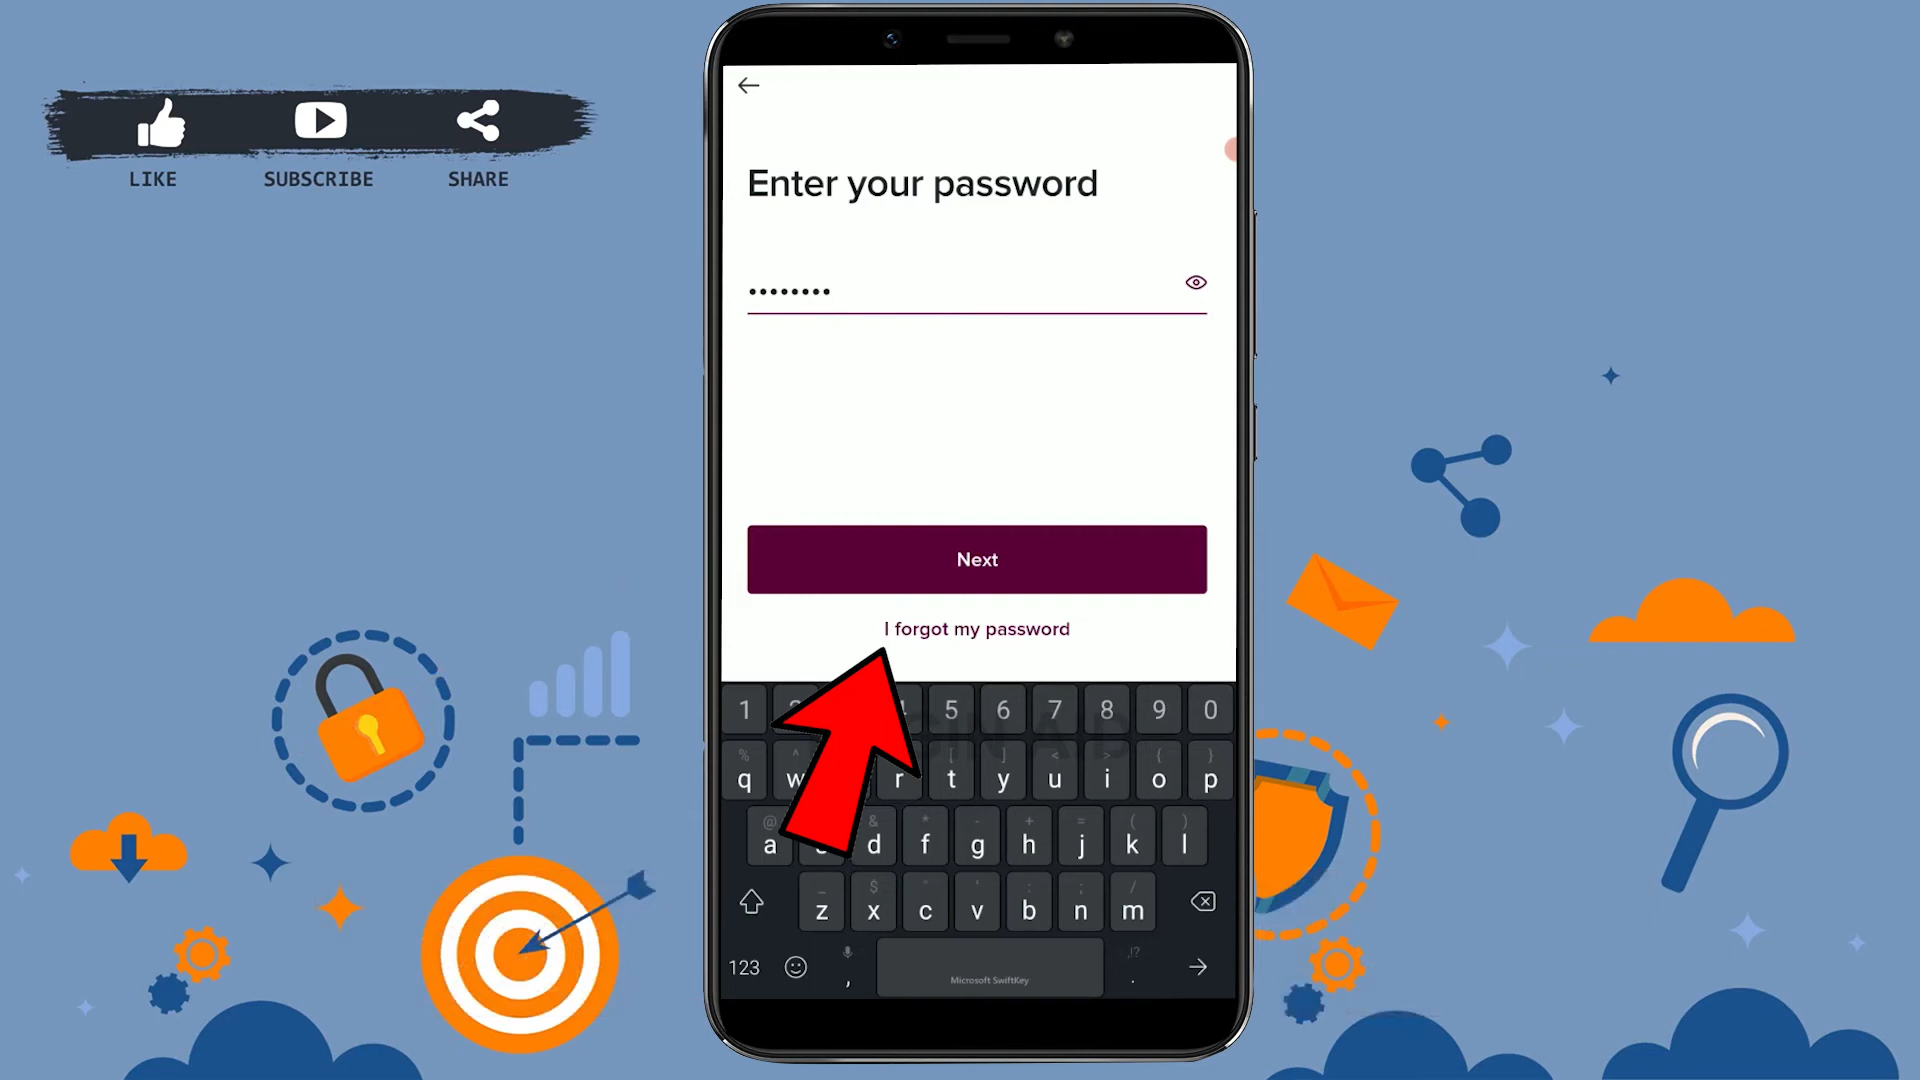 LIKE SUBSCRIBE SHARE
Enter your password
••••••••
Next
I forgot my password
1 5 6 7 8 9 0
% ^ [ ] < > { }
q w r t y u i o p
@ & * - + = ( )
a d f g h j k l
_ $ " ' : ; /
z x c v b n m
,!?
123 , Microsoft SwiftKey .